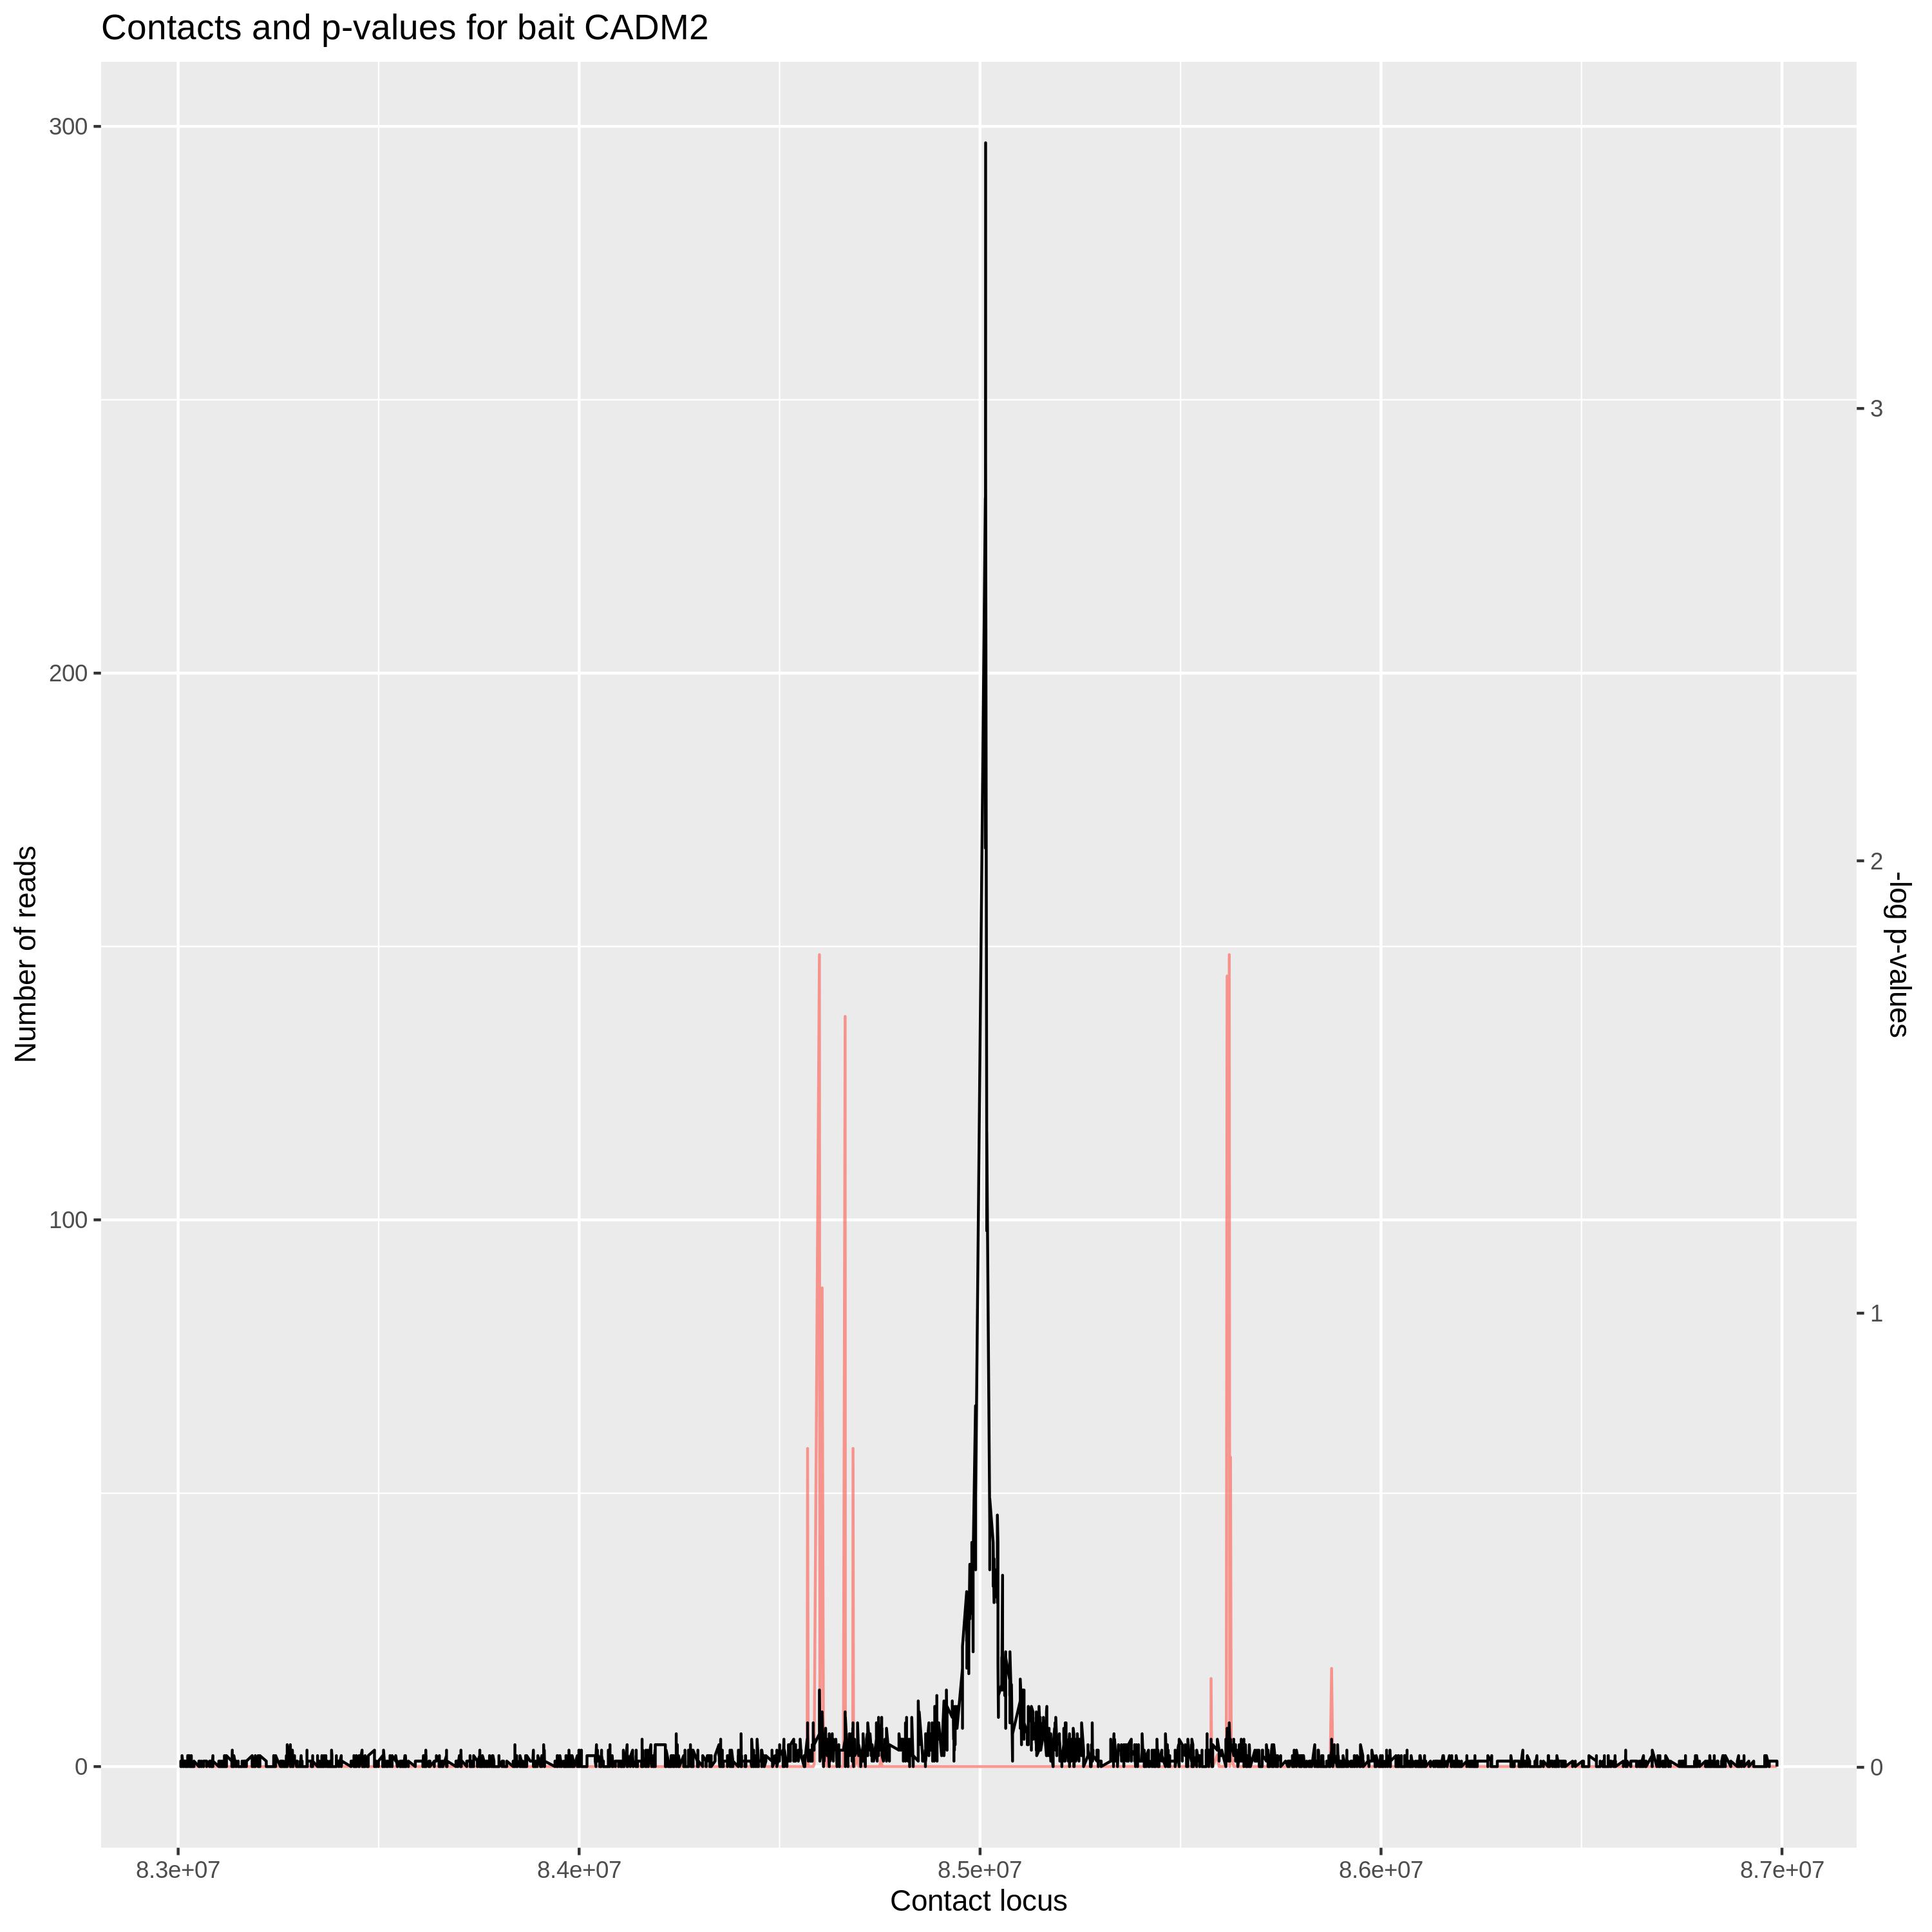 Contacts and p-values for bait CADM2
300
200
100
0
Number of reads
3
2
1
0
-log p-values
8.3e+07
8.4e+07
8.5e+07
8.6e+07
8.7e+07
Contact locus